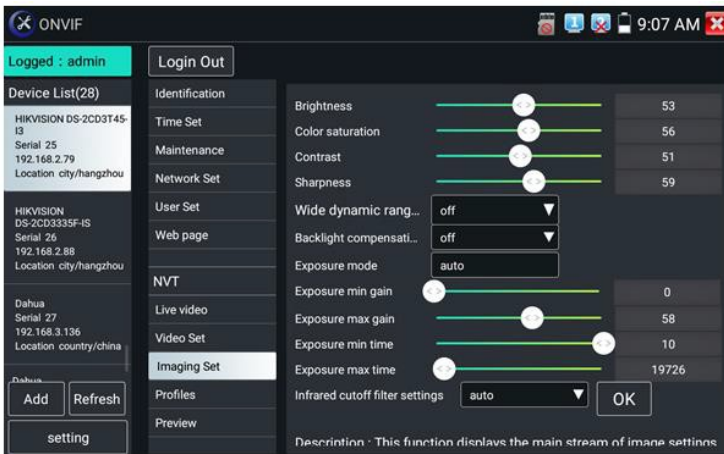 ONVIF
1
9:07 AM
Logged : admin
Login Out
Device List(28)
HIKVISION DS-2CD3T45-
I3
Serial 25
192.168.2.79
Location city/hangzhou
HIKVISION
DS-2CD3335F-IS
Serial 26
192.168.2.88
Location city/hangzhou
Dahua
Serial 27
192.168.3.136
Location country/china
Dahua
Add
Refresh
setting
Identification
Time Set
Maintenance
Network Set
User Set
Web page
NVT
Live video
Video Set
Imaging Set
Profiles
Preview
Brightness 53
Color saturation 56
Contrast 51
Sharpness 59
Wide dynamic rang... off
Backlight compensati... off
Exposure mode auto
Exposure min gain 0
Exposure max gain 58
Exposure min time 10
Exposure max time 19726
Infrared cutoff filter settings auto OK
Description : This function displays the main stream of image settings